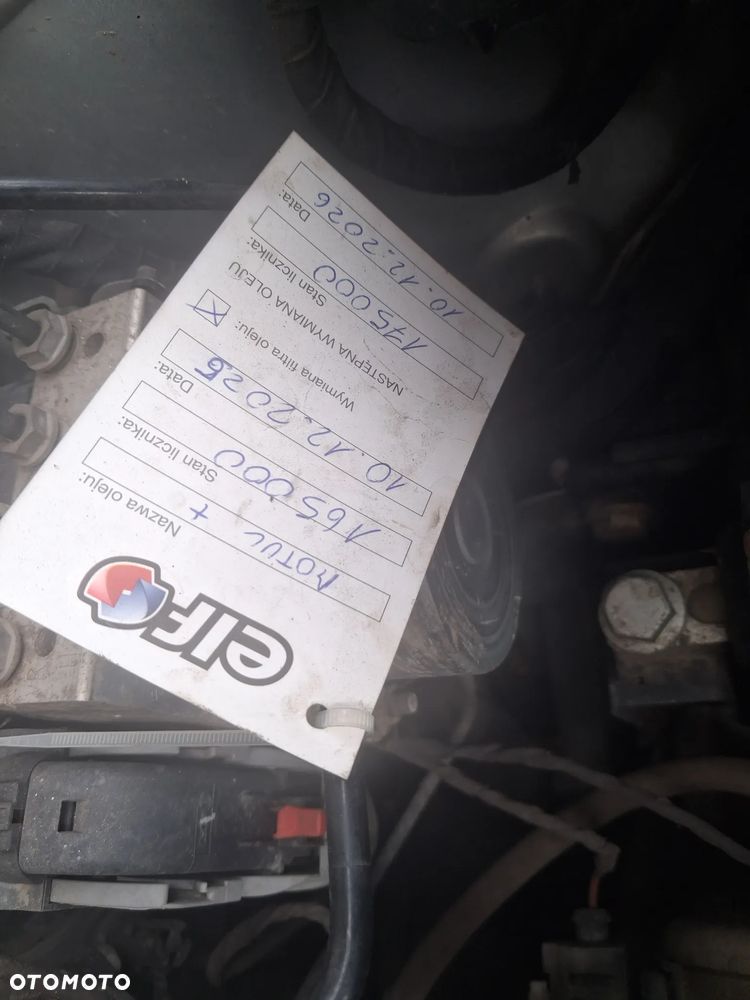 elf
Nazwa oleju:
MOTUL +
Stan licznika:
165000
Data:
10.12.2025
Wymiana filtra oleju:
NASTĘPNA WYMIANA OLEJU
Stan licznika:
175000
Data:
10.12.2026
OTOMOTO